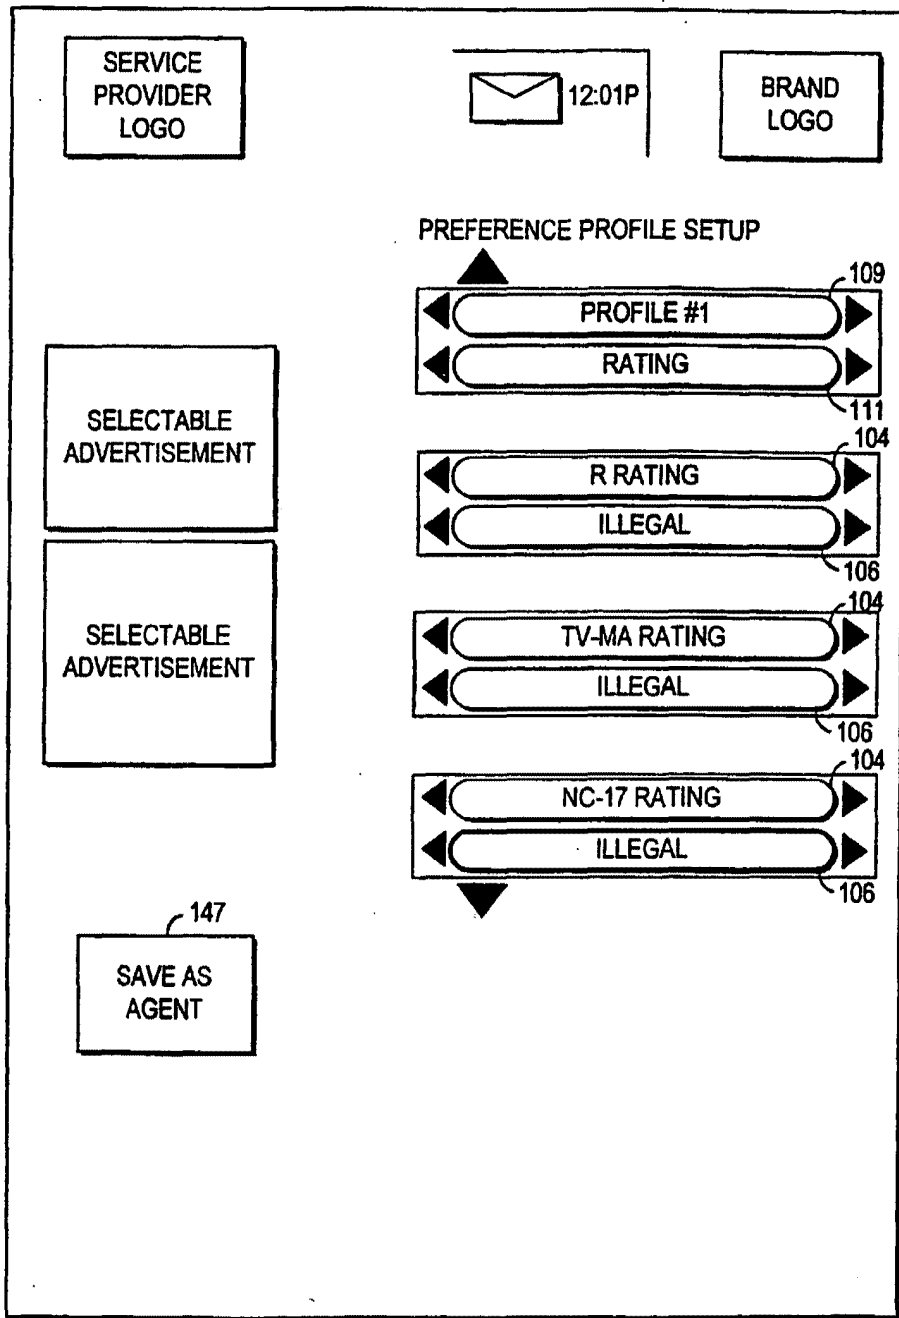 SERVICE
PROVIDER
LOGO
12:01P
BRAND
LOGO
PREFERENCE PROFILE SETUP
109
PROFILE #1
RATING
111
SELECTABLE
ADVERTISEMENT
104
R RATING
ILLEGAL
106
SELECTABLE
ADVERTISEMENT
104
TV-MA RATING
ILLEGAL
106
104
NC-17 RATING
ILLEGAL
106
147
SAVE AS
AGENT